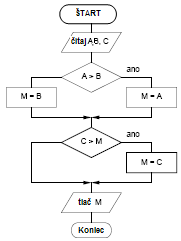 ŠTART
čítaj A,B, C
A > B
ano
M = B
M = A
C > M
ano
M = C
tlač M
Koniec